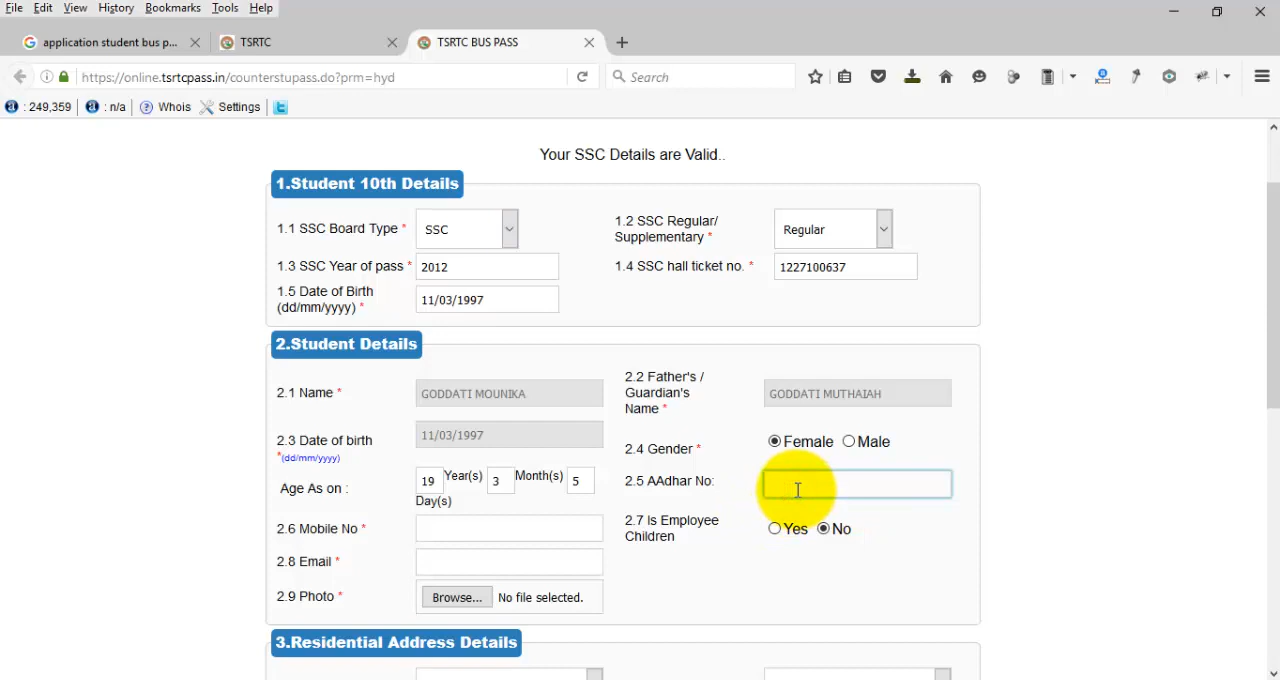 File Edit View History Bookmarks Tools Help
application student bus p... TSRTC TSRTC BUS PASS
https://online.tsrtcpass.in/counterstupass.do?prm=hyd Search
: 249,359 : n/a Whois Settings
Your SSC Details are Valid..
1.Student 10th Details
1.1 SSC Board Type * SSC
1.2 SSC Regular/
Supplementary * Regular
1.3 SSC Year of pass * 2012
1.4 SSC hall ticket no. * 1227100637
1.5 Date of Birth
(dd/mm/yyyy) * 11/03/1997
2.Student Details
2.1 Name * GODDATI MOUNIKA
2.2 Father's /
Guardian's
Name * GODDATI MUTHAIAH
2.3 Date of birth
*(dd/mm/yyyy) 11/03/1997
2.4 Gender * Female Male
Age As on : 19 Year(s) 3 Month(s) 5
Day(s)
2.5 AAdhar No:
2.6 Mobile No *
2.7 Is Employee
Children Yes No
2.8 Email *
2.9 Photo * Browse... No file selected.
3.Residential Address Details